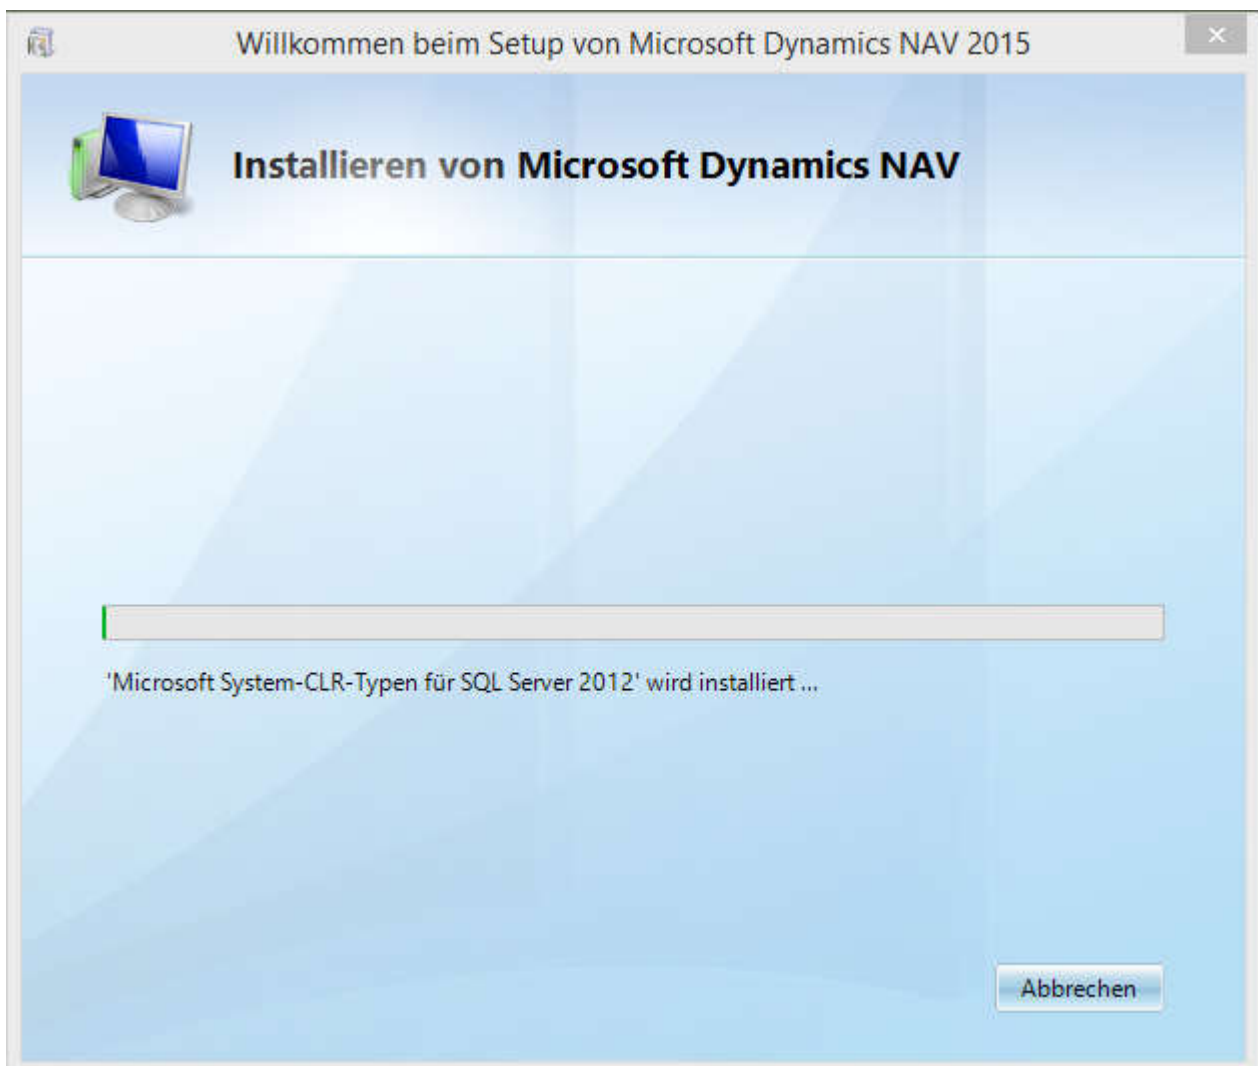 Willkommen beim Setup von Microsoft Dynamics NAV 2015
Installieren von Microsoft Dynamics NAV
'Microsoft System-CLR-Typen für SQL Server 2012' wird installiert ...
Abbrechen